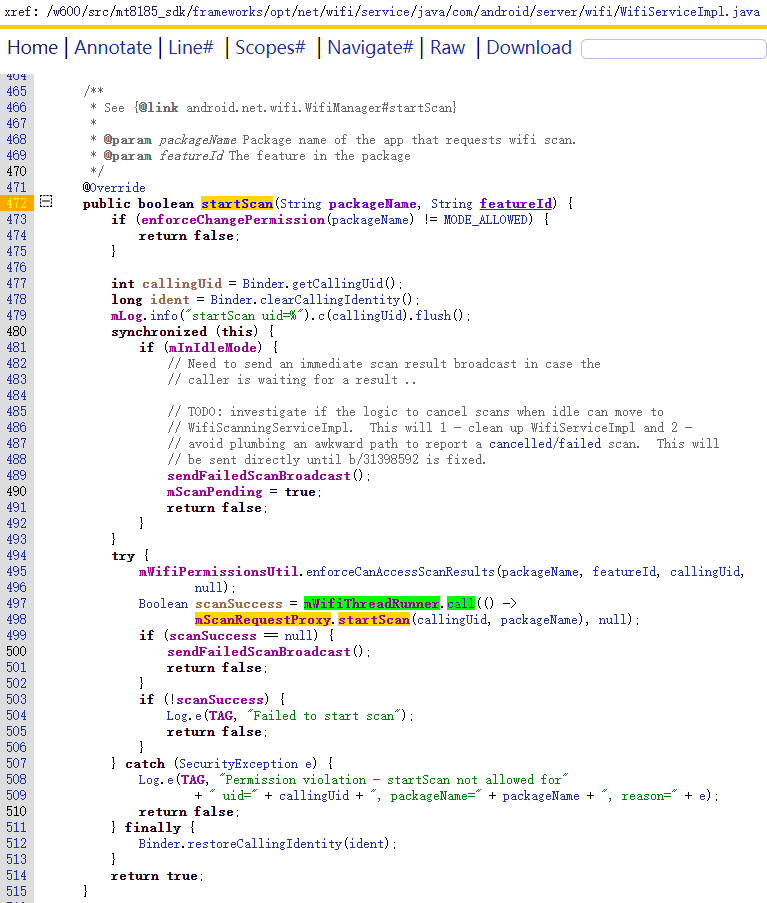 xref: /w600/src/mt8185_sdk/frameworks/opt/net/wifi/service/java/com/android/server/wifi/WifiServiceImpl.java
Home | Annotate | Line# | Scopes# | Navigate# | Raw | Download
464
465 /**
466 * See {@link android.net.wifi.WifiManager#startScan}
467 *
468 * @param packageName Package name of the app that requests wifi scan.
469 * @param featureId The feature in the package
470 */
471 @Override
472 public boolean startScan(String packageName, String featureId) {
473 if (enforceChangePermission(packageName) != MODE_ALLOWED) {
474 return false;
475 }
476
477 int callingUid = Binder.getCallingUid();
478 long ident = Binder.clearCallingIdentity();
479 mLog.info("startScan uid=%").c(callingUid).flush();
480 synchronized (this) {
481 if (mInIdleMode) {
482 // Need to send an immediate scan result broadcast in case the
483 // caller is waiting for a result ..
484
485 // TODO: investigate if the logic to cancel scans when idle can move to
486 // WifiScanningServiceImpl.  This will 1 - clean up WifiServiceImpl and 2 -
487 // avoid plumbing an awkward path to report a cancelled/failed scan.  This will
488 // be sent directly until b/31398592 is fixed.
489 sendFailedScanBroadcast();
490 mScanPending = true;
491 return false;
492 }
493 }
494 try {
495 mWifiPermissionsUtil.enforceCanAccessScanResults(packageName, featureId, callingUid,
496 null);
497 Boolean scanSuccess = mWifiThreadRunner.call(() ->
498 mScanRequestProxy.startScan(callingUid, packageName), null);
499 if (scanSuccess == null) {
500 sendFailedScanBroadcast();
501 return false;
502 }
503 if (!scanSuccess) {
504 Log.e(TAG, "Failed to start scan");
505 return false;
506 }
507 } catch (SecurityException e) {
508 Log.e(TAG, "Permission violation - startScan not allowed for"
509 + " uid=" + callingUid + ", packageName=" + packageName + ", reason=" + e);
510 return false;
511 } finally {
512 Binder.restoreCallingIdentity(ident);
513 }
514 return true;
515 }